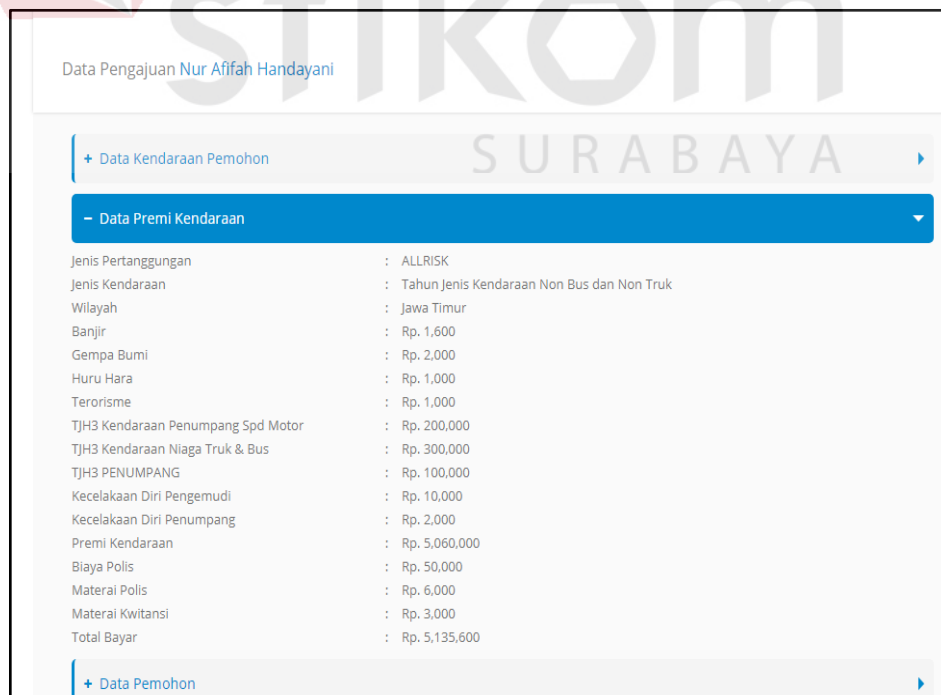 stikom
Data Pengajuan Nur Afifah Handayani
SURABAYA
+ Data Kendaraan Pemohon
– Data Premi Kendaraan
Jenis Pertanggungan : ALLRISK
Jenis Kendaraan : Tahun Jenis Kendaraan Non Bus dan Non Truk
Wilayah : Jawa Timur
Banjir : Rp. 1,600
Gempa Bumi : Rp. 2,000
Huru Hara : Rp. 1,000
Terorisme : Rp. 1,000
TJH3 Kendaraan Penumpang Spd Motor : Rp. 200,000
TJH3 Kendaraan Niaga Truk & Bus : Rp. 300,000
TJH3 PENUMPANG : Rp. 100,000
Kecelakaan Diri Pengemudi : Rp. 10,000
Kecelakaan Diri Penumpang : Rp. 2,000
Premi Kendaraan : Rp. 5,060,000
Biaya Polis : Rp. 50,000
Materai Polis : Rp. 6,000
Materai Kwitansi : Rp. 3,000
Total Bayar : Rp. 5,135,600
+ Data Pemohon